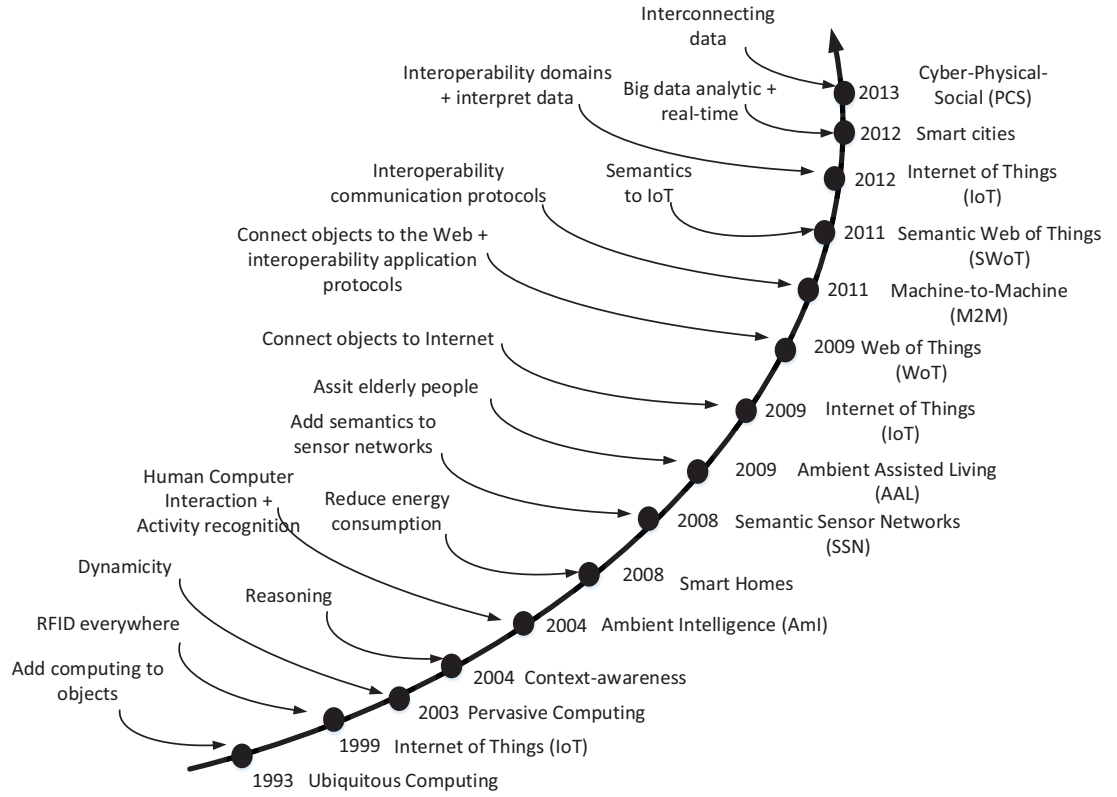 Interconnecting
data
2013
Cyber-Physical-
Social (PCS)
Interoperability domains
+ interpret data
Big data analytic +
real-time
2012
Smart cities
2012
Internet of Things
(IoT)
Interoperability
communication protocols
Semantics
to IoT
2011
Semantic Web of Things
(SWoT)
Connect objects to the Web +
interoperability application
protocols
2011
Machine-to-Machine
(M2M)
Connect objects to Internet
2009
Web of Things
(WoT)
Assit elderly people
2009
Internet of Things
(IoT)
Add semantics to
sensor networks
2009
Ambient Assisted Living
(AAL)
Human Computer
Interaction +
Activity recognition
Reduce energy
consumption
2008
Semantic Sensor Networks
(SSN)
Dynamicity
2008
Smart Homes
Reasoning
RFID everywhere
2004
Ambient Intelligence (AmI)
Add computing to
objects
2004
Context-awareness
2003
Pervasive Computing
1999
Internet of Things (IoT)
1993
Ubiquitous Computing